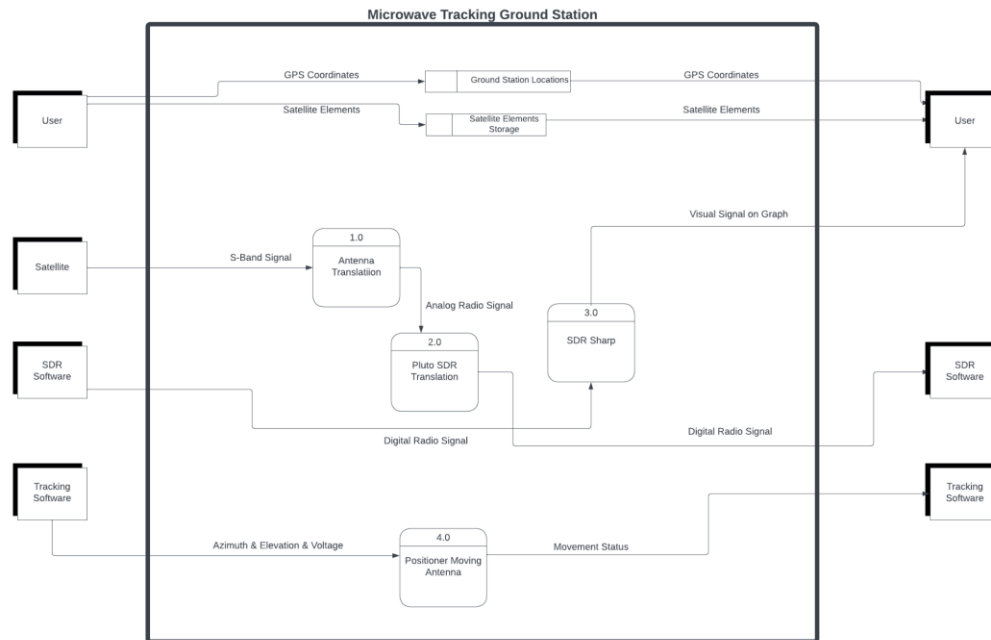 Microwave Tracking Ground Station
GPS Coordinates
Ground Station Locations
GPS Coordinates
User
Satellite Elements
Satellite Elements
Storage
Satellite Elements
User
Visual Signal on Graph
1.0
Antenna
Translatiion
S-Band Signal
Satellite
Analog Radio Signal
3.0
SDR Sharp
2.0
Pluto SDR
Translation
SDR
Software
SDR
Software
Digital Radio Signal
Digital Radio Signal
Tracking
Software
Tracking
Software
4.0
Positioner Moving
Antenna
Azimuth & Elevation & Voltage
Movement Status